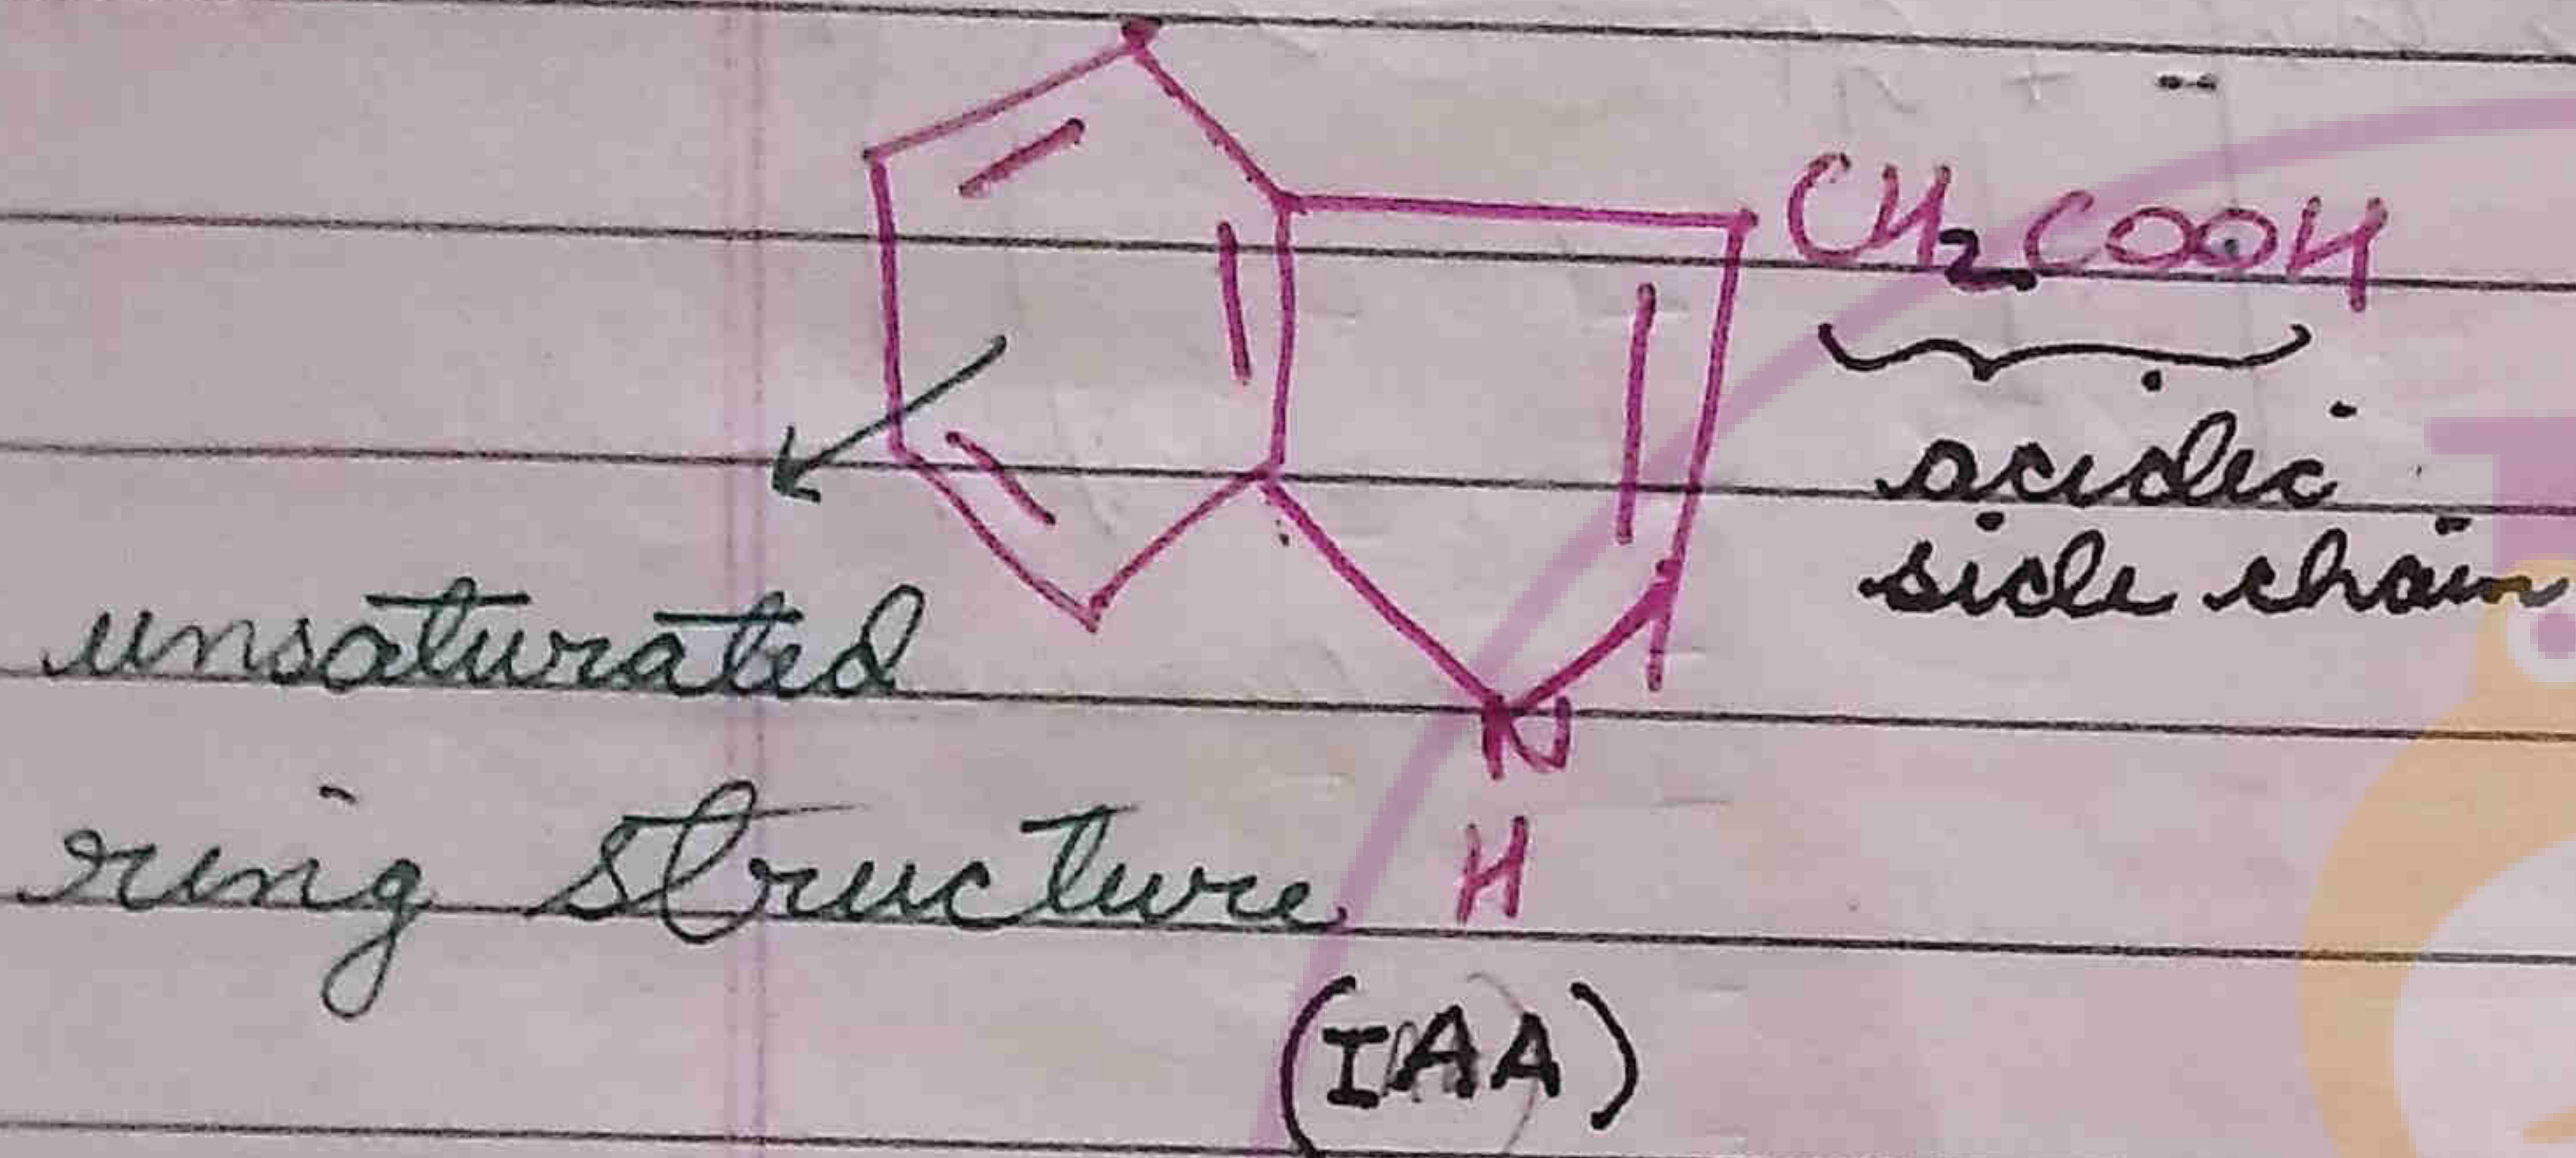 CH2COOH
acidic
side chain
unsaturated
N
ring structure
H
(IAA)